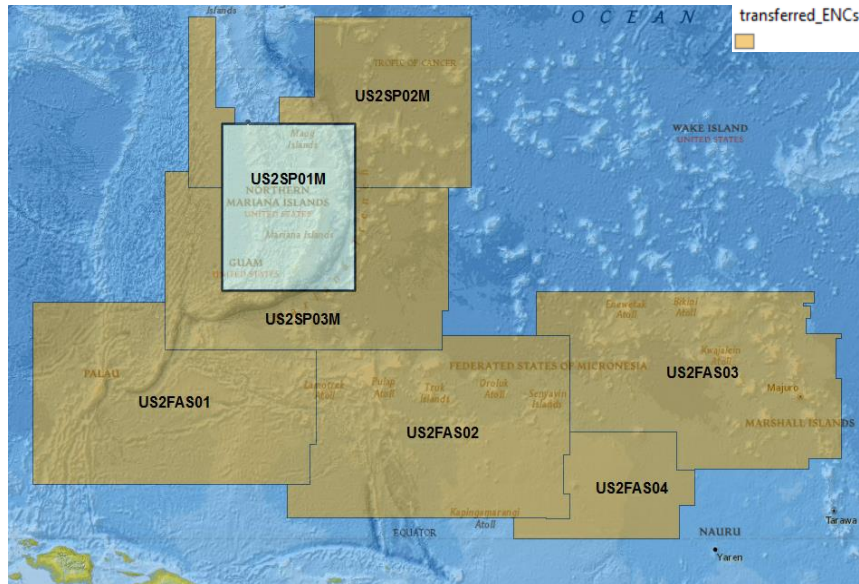 Islands
O C E A N
transferred_ENCs
TROPIC OF CANCER
US2SP02M
WAKE ISLAND
UNITED STATES
Maug
Islands
US2SP01M
NORTHERN
MARIANA ISLANDS
UNITED STATES
Mariana Islands
GUAM
UNITED STATES
US2SP03M
Enewetak
Atoll
Bikini
Atoll
PALAU
US2FAS01
FEDERATED STATES OF MICRONESIA
Kwajalein
Atoll
US2FAS03
Lamotrek
Atoll
Pulap
Atoll
Truk
Islands
Oroluk
Atoll
Senyavin
Islands
Majuro
MARSHALL ISLANDS
US2FAS02
US2FAS04
Kapingamarangi
Atoll
EQUATOR
NAURU
Yaren
Tarawa